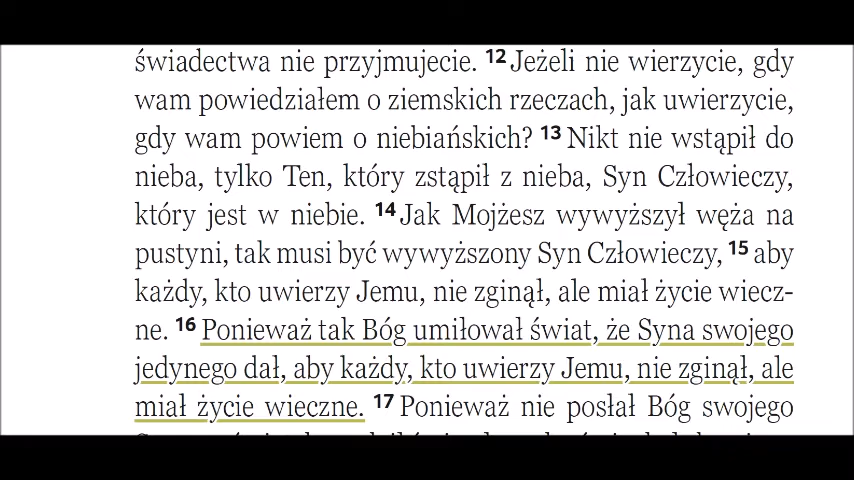 świadectwa nie przyjmujecie. 12 Jeżeli nie wierzycie, gdy
wam powiedziałem o ziemskich rzeczach, jak uwierzycie,
gdy wam powiem o niebiańskich? 13 Nikt nie wstąpił do
nieba, tylko Ten, który zstąpił z nieba, Syn Człowieczy,
który jest w niebie. 14 Jak Mojżesz wywyższył węża na
pustyni, tak musi być wywyższony Syn Człowieczy, 15 aby
każdy, kto uwierzy Jemu, nie zginął, ale miał życie wiecz-
ne. 16 Ponieważ tak Bóg umiłował świat, że Syna swojego
jedynego dał, aby każdy, kto uwierzy Jemu, nie zginął, ale
miał życie wieczne. 17 Ponieważ nie posłał Bóg swojego